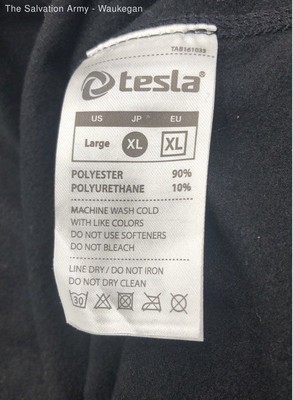 The Salvation Army - Waukegan
TAB161033
tesla®
US JP EU
Large XL XL
POLYESTER 90%
POLYURETHANE 10%
MACHINE WASH COLD
WITH LIKE COLORS
DO NOT USE SOFTENERS
DO NOT BLEACH
LINE DRY / DO NOT IRON
DO NOT DRY CLEAN
30